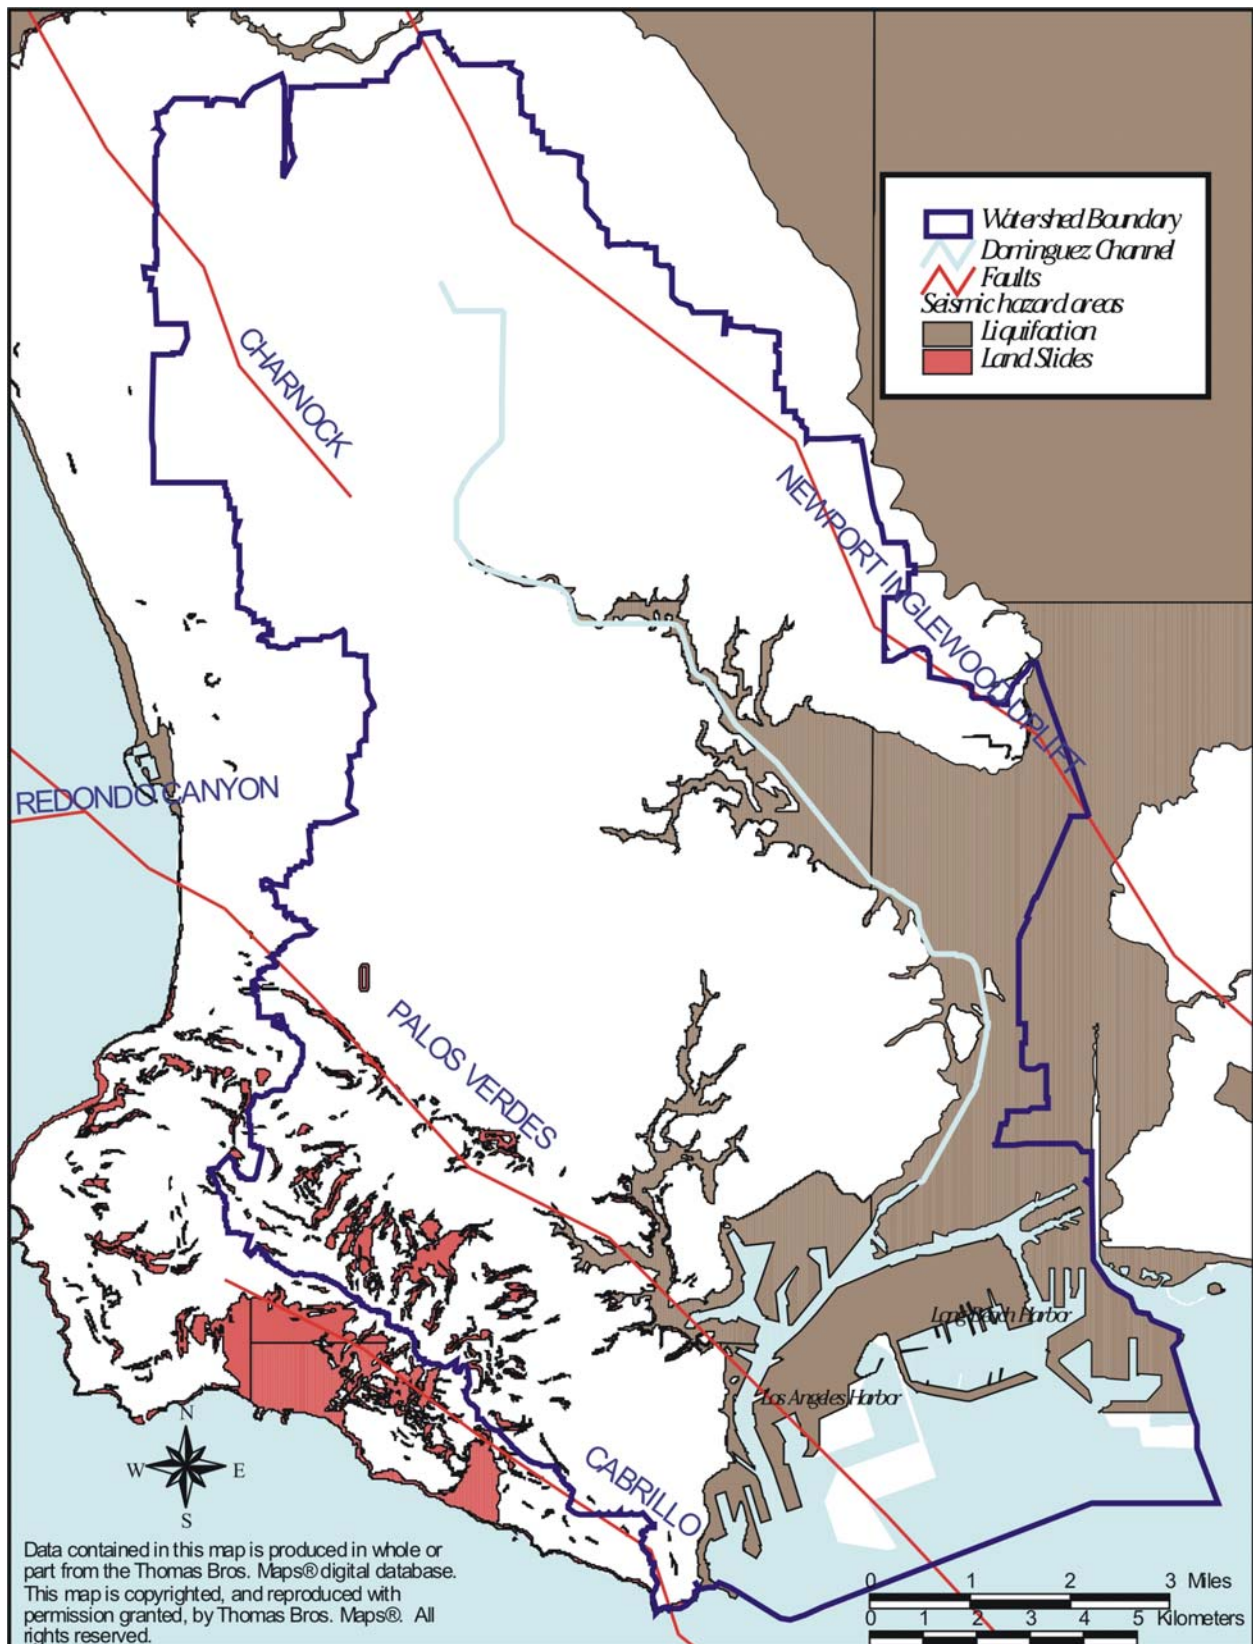 Watershed Boundary
Dominguez Channel
Faults
Seismic hazard areas
Liquifaction
Land Slides
CHARNOCK
NEWPORT INGLEWOOD UPLIFT
REDONDO CANYON
PALOS VERDES
Long Beach Harbor
Los Angeles Harbor
CABRILLO
N
W E
S
Data contained in this map is produced in whole or
part from the Thomas Bros. Maps® digital database.
This map is copyrighted, and reproduced with
permission granted, by Thomas Bros. Maps®. All
rights reserved.
0 1 2 3 Miles
0 1 2 3 4 5 Kilometers